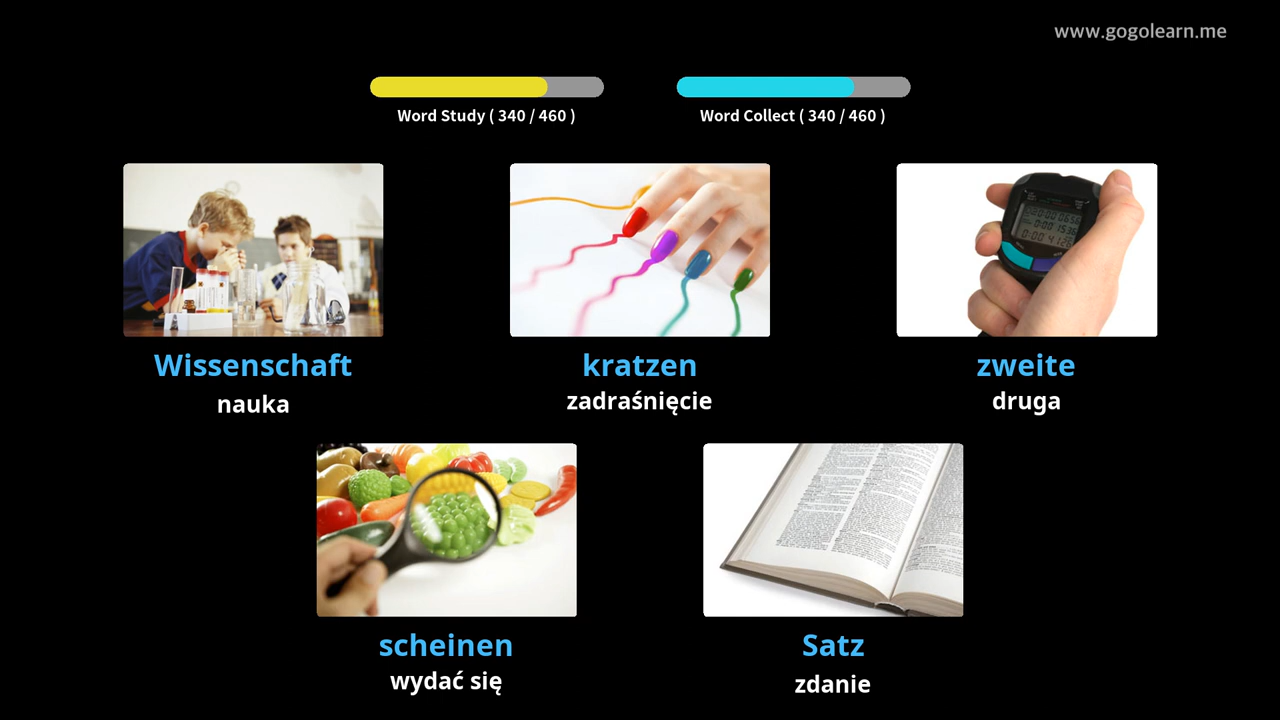 www.gogolearn.me
Word Study ( 340 / 460 )
Word Collect ( 340 / 460 )
Wissenschaft
nauka
kratzen
zadraśnięcie
zweite
druga
scheinen
wydać się
Satz
zdanie